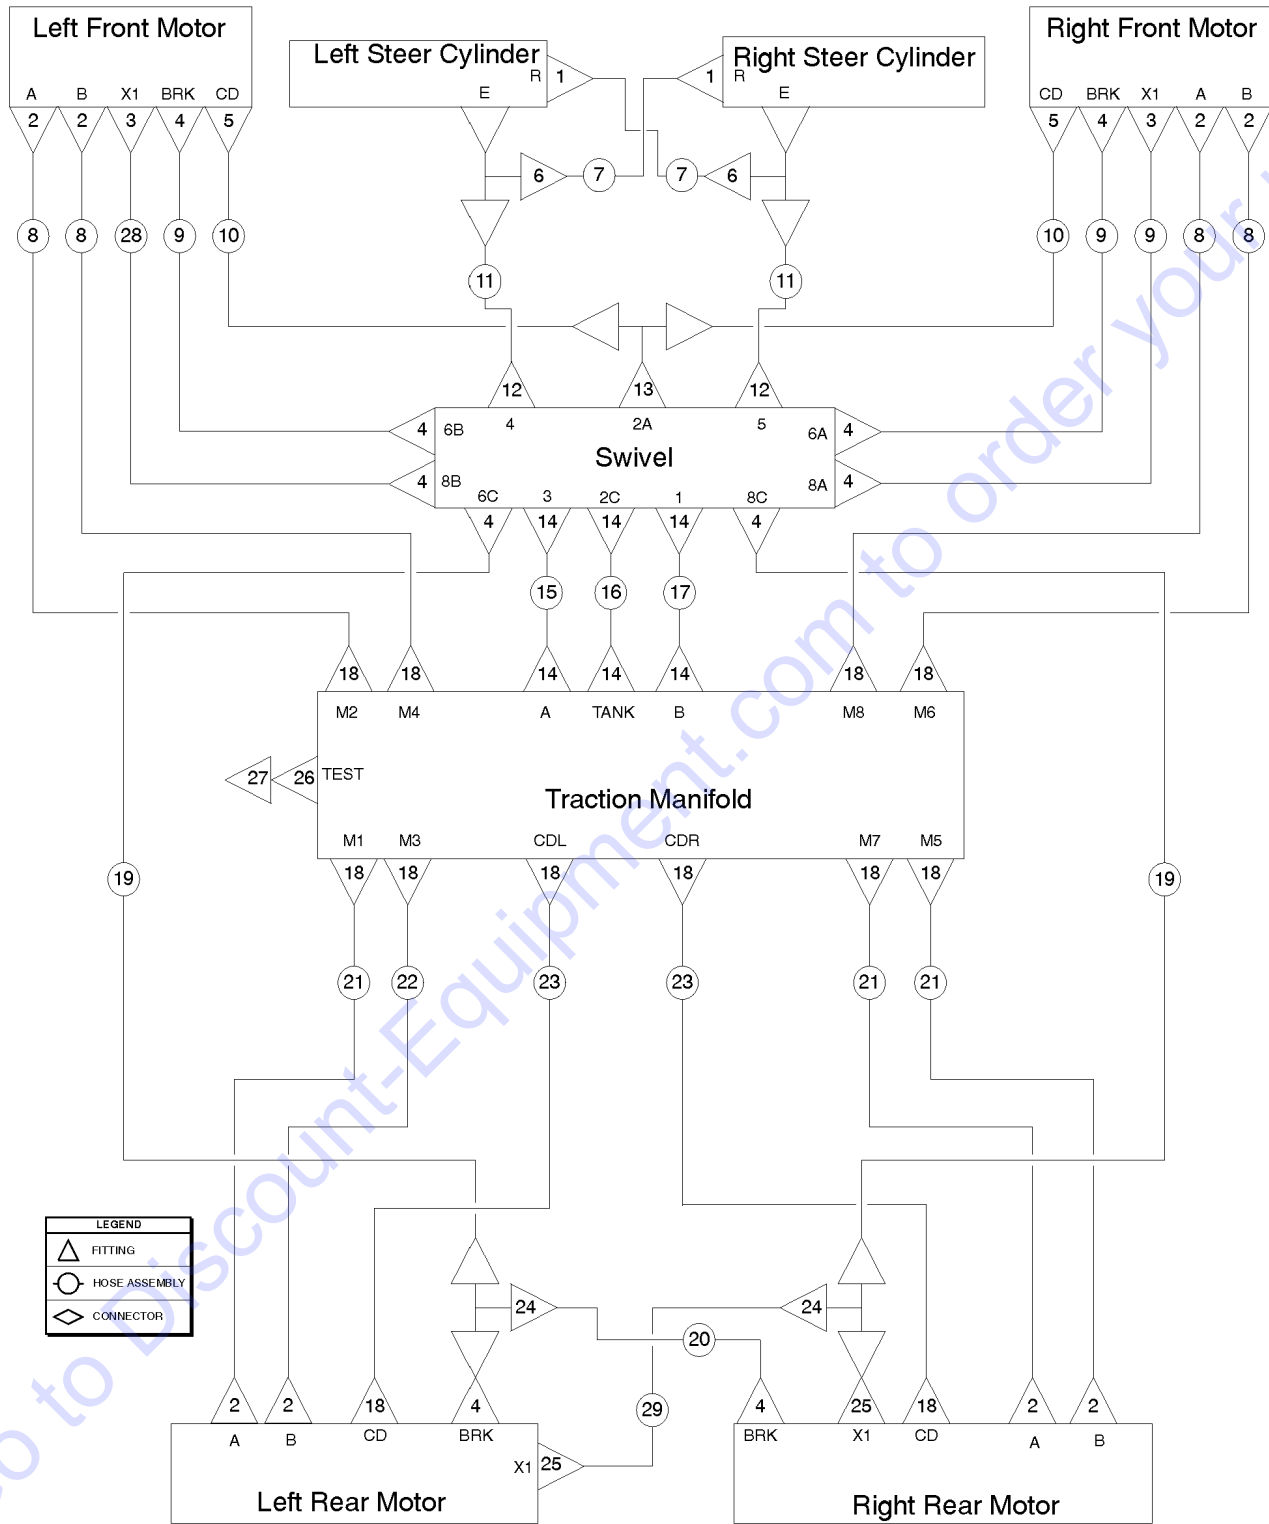 Left Front Motor
Left Steer Cylinder
Right Steer Cylinder
Right Front Motor
R 1
1 R
E
E
A B X1 BRK CD
CD BRK X1 A B
2 2 3 4 5
5 4 3 2 2
6 7 7 6
8 8 28 9 10
10 9 9 8 8
11 11
12 13 12
4 6B 4 2A 5 6A 4
Swivel
4 8B 8A 4
6C 3 2C 1 8C
4 14 14 14 4
15 16 17
18 18 14 14 14 18 18
M2 M4 A TANK B M8 M6
27 26 TEST
Traction Manifold
M1 M3 CDL CDR M7 M5
18 18 18 18 18 18
19 19
21 22 23 23 21 21
LEGEND
FITTING
HOSE ASSEMBLY
CONNECTOR
24 24
20
2 2 18 4 29 4 25 18 2 2
A B CD BRK
BRK X1 CD A B
X1 25
Left Rear Motor
Right Rear Motor
to Discount-Equipment.com to order your